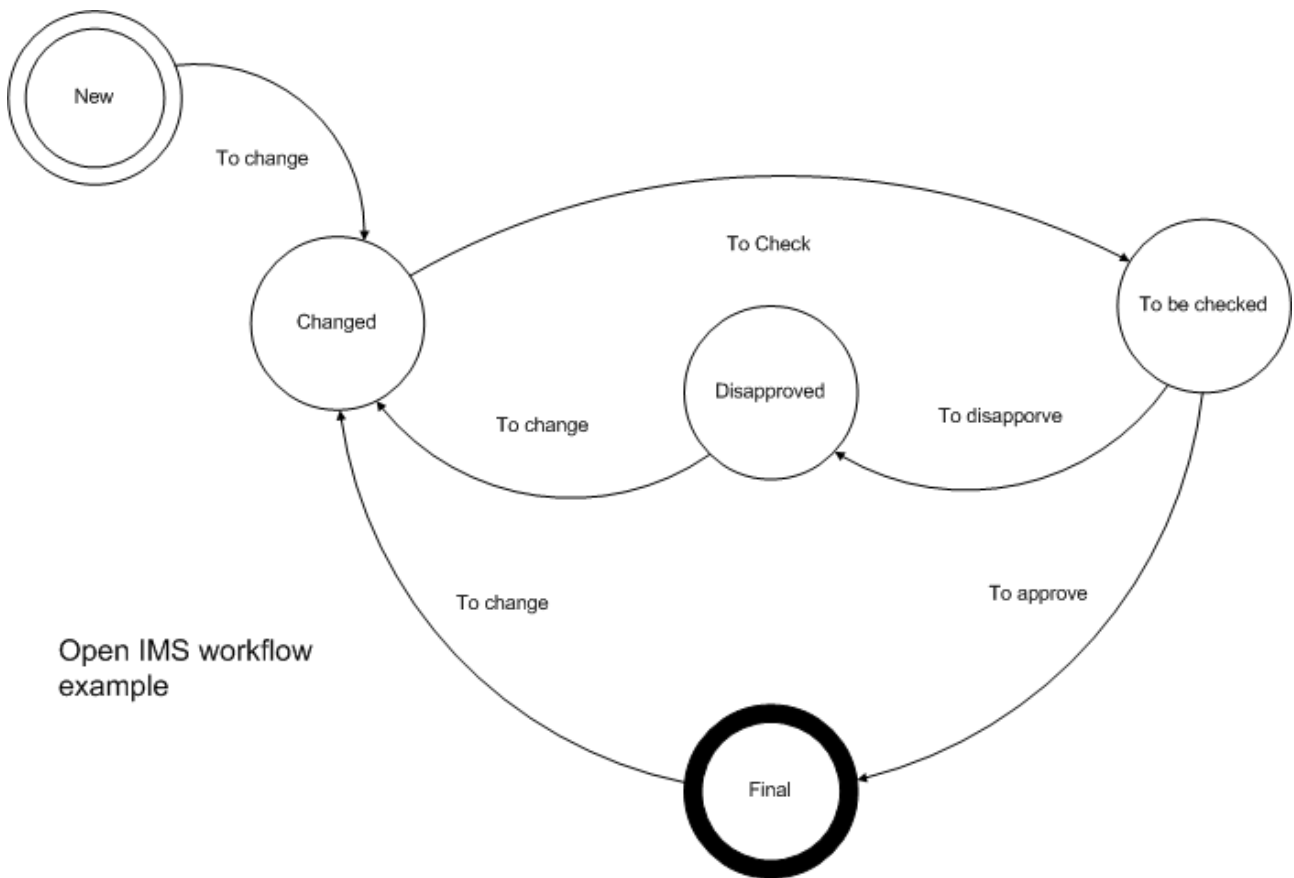 New
To change
To Check
To be checked
Changed
Disapproved
To change
To disapporve
To change
To approve
Open IMS workflow
example
Final